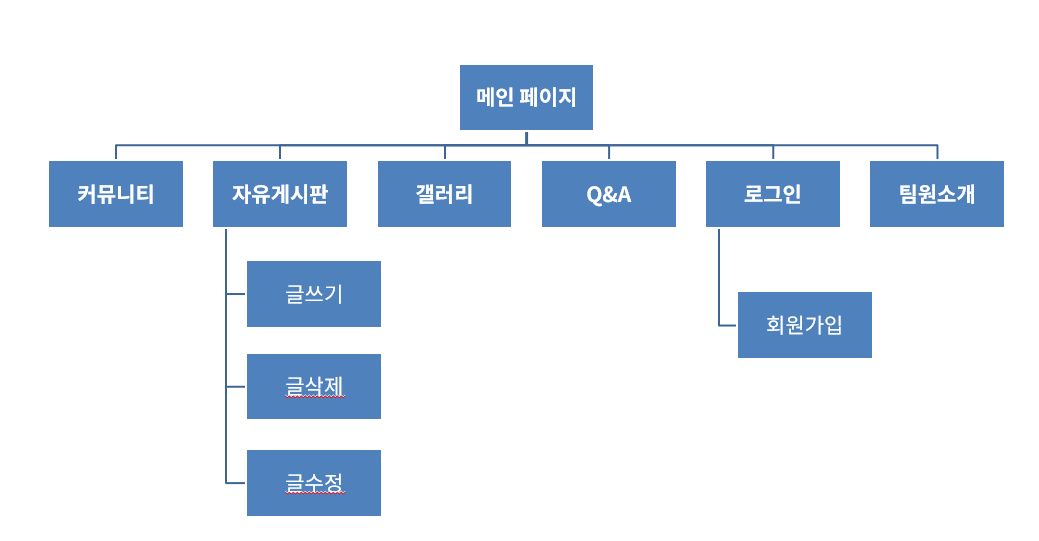 메인 페이지
커뮤니티
자유게시판
갤러리
Q&A
로그인
팀원소개
글쓰기
글삭제
글수정
회원가입